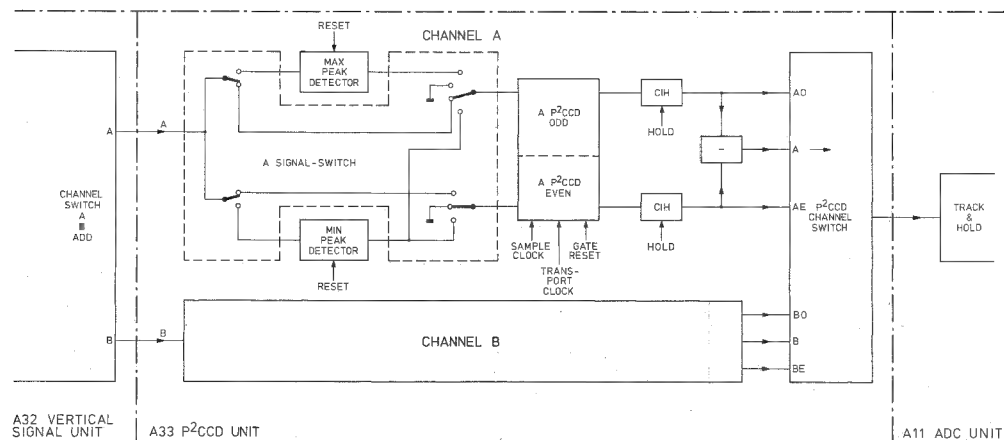 RESET
CHANNEL A
MAX
PEAK
DETECTOR
A P²CCD
ODD
CIH
HOLD
AO
A
A
A SIGNAL-SWITCH
-
A
CHANNEL
SWITCH
A
ADD
A P²CCD
EVEN
CIH
HOLD
AE
P²CCD
CHANNEL
SWITCH
TRACK
&
HOLD
MIN
PEAK
DETECTOR
RESET
SAMPLE
CLOCK
GATE
RESET
TRANS-
PORT
CLOCK
B
B
CHANNEL B
BO
B
BE
A32 VERTICAL
SIGNAL UNIT
A33 P²CCD UNIT
A11 ADC UNIT